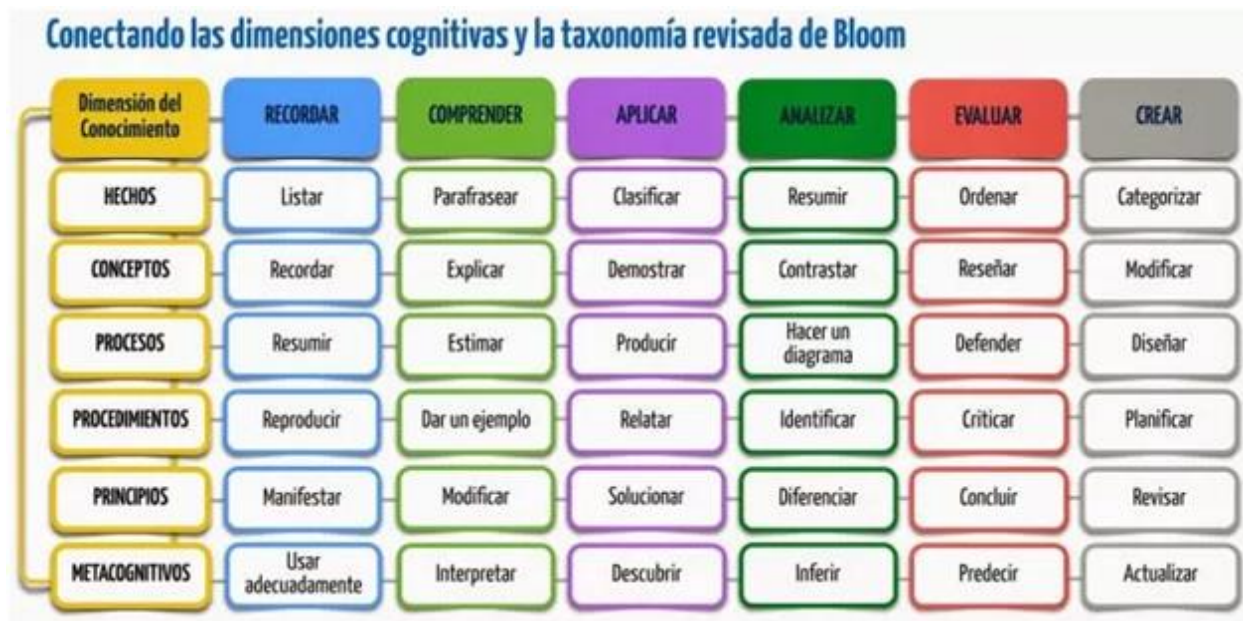 Conectando las dimensiones cognitivas y la taxonomía revisada de Bloom
Dimensión del Conocimiento RECORDAR COMPRENDER APLICAR ANALIZAR EVALUAR CREAR
HECHOS Listar Parafrasear Clasificar Resumir Ordenar Categorizar
CONCEPTOS Recordar Explicar Demostrar Contrastar Reseñar Modificar
PROCESOS Resumir Estimar Producir Hacer un diagrama Defender Diseñar
PROCEDIMIENTOS Reproducir Dar un ejemplo Relatar Identificar Criticar Planificar
PRINCIPIOS Manifestar Modificar Solucionar Diferenciar Concluir Revisar
METACOGNITIVOS Usar adecuadamente Interpretar Descubrir Inferir Predecir Actualizar